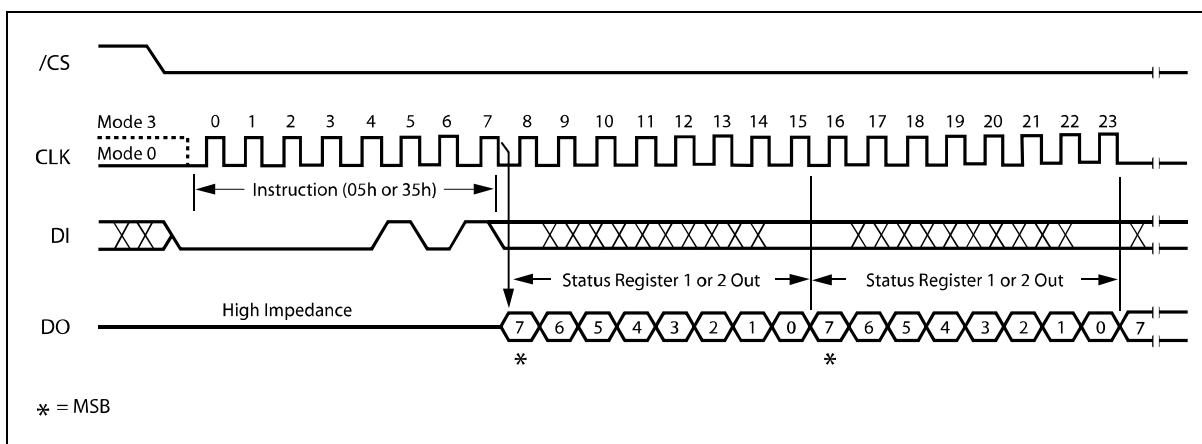 /CS
Mode 3
0 1 2 3 4 5 6 7 8 9 10 11 12 13 14 15 16 17 18 19 20 21 22 23
CLK
Mode 0
Instruction (05h or 35h)
DI
Status Register 1 or 2 Out
Status Register 1 or 2 Out
High Impedance
DO
7 6 5 4 3 2 1 0 7 6 5 4 3 2 1 0 7
* *
* = MSB